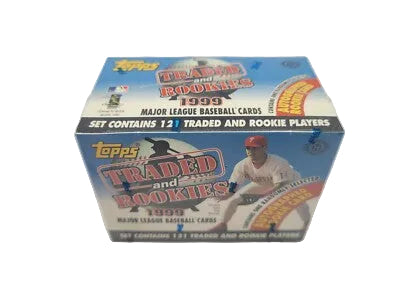 Topps
TRADED
and
ROOKIES
1999
MAJOR LEAGUE BASEBALL CARDS
SET CONTAINS 121 TRADED AND ROOKIE PLAYERS
Topps
TRADED
and
ROOKIES
1999
MAJOR LEAGUE BASEBALL CARDS
SET CONTAINS 121 TRADED AND ROOKIE PLAYERS